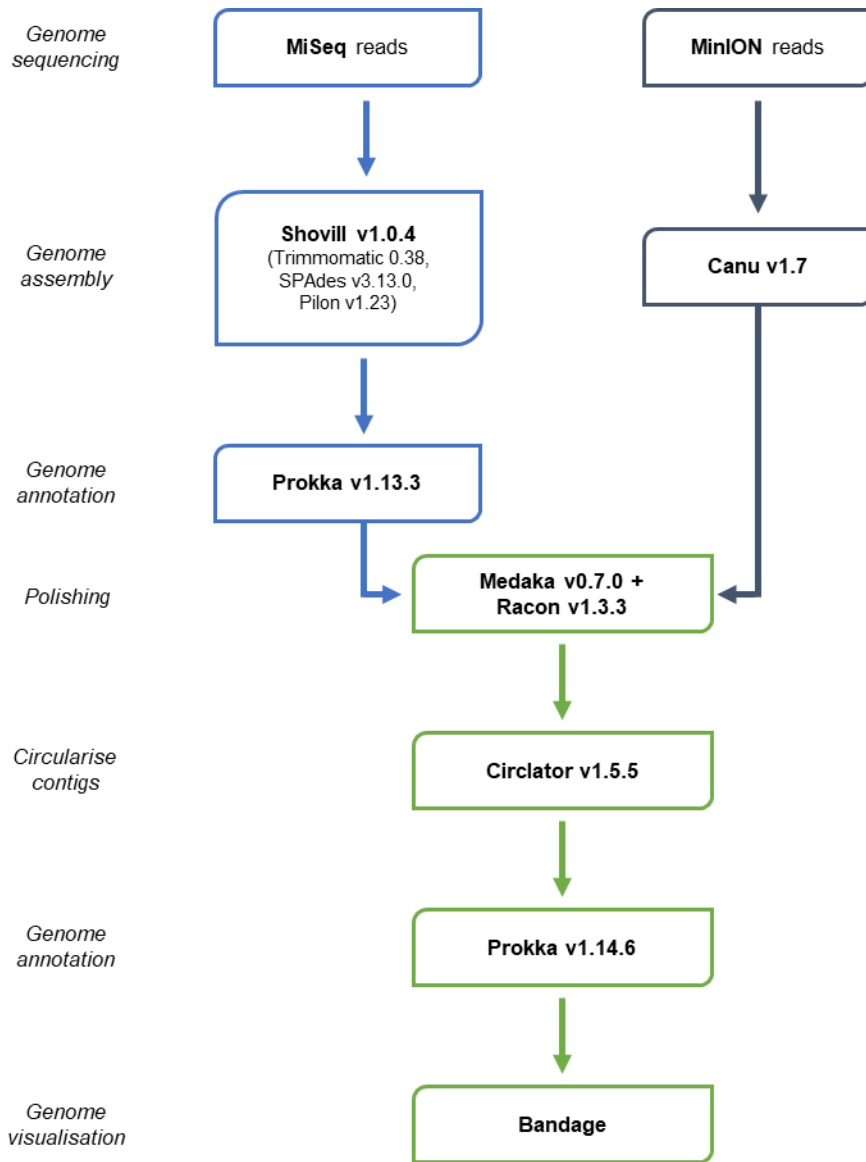 Genome
sequencing
MiSeq reads
MinION reads
Genome
assembly
Shovill v1.0.4
(Trimmomatic 0.38,
SPAdes v3.13.0,
Pilon v1.23)
Canu v1.7
Genome
annotation
Prokka v1.13.3
Polishing
Medaka v0.7.0 +
Racon v1.3.3
Circularise
contigs
Circlator v1.5.5
Genome
annotation
Prokka v1.14.6
Genome
visualisation
Bandage